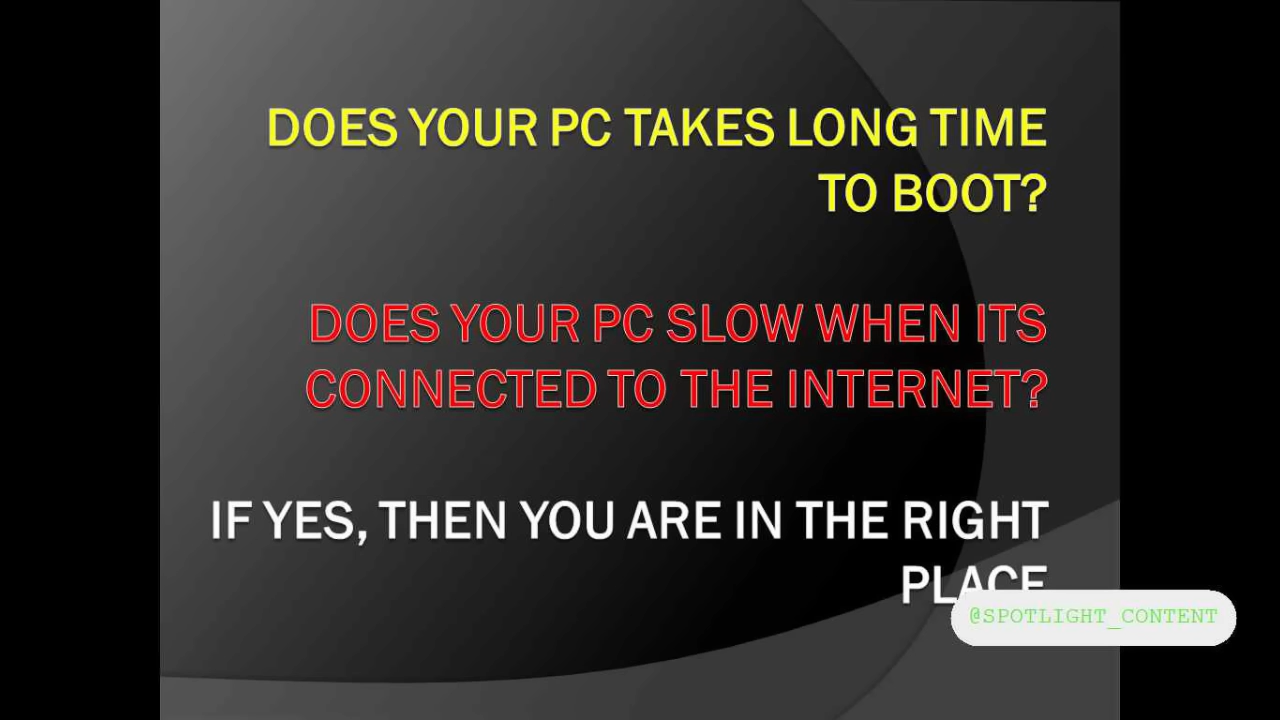 DOES YOUR PC TAKES LONG TIME
TO BOOT?
DOES YOUR PC SLOW WHEN ITS
CONNECTED TO THE INTERNET?
IF YES, THEN YOU ARE IN THE RIGHT
PLACE
@SPOTLIGHT_CONTENT